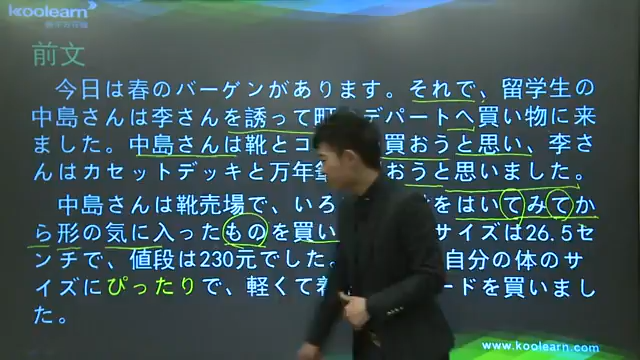 koolearn
前文
今日は春のバーゲンがあります。それで、留学生の
中島さんは李さんを誘って町 デパートへ買い物に来
ました。中島さんは靴とコ 買おうと思い、李さ
んはカセットデッキと万年 おうと思いました。
中島さんは靴売場で、いろ をはいてみてか
ら形の気に入ったものを買い サイズは26.5セ
ンチで、値段は230元でした。 自分の体のサ
イズにぴったりで、軽くて着 ードを買いまし
た。
www.koolearn.com